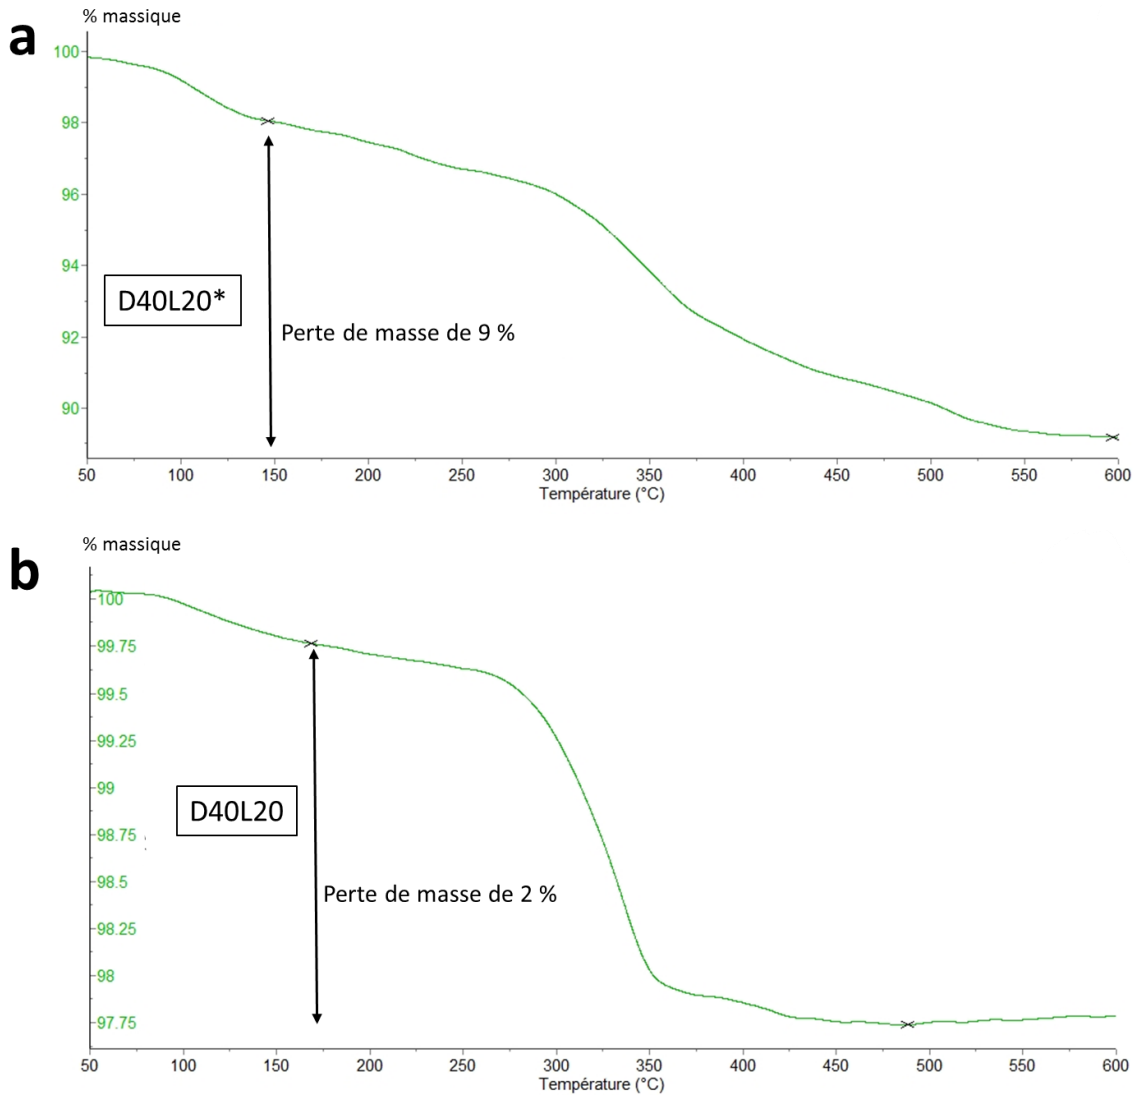 a
% massique
100
98
96
94
92
90
D40L20*
Perte de masse de 9 %
50 100 150 200 250 300 350 400 450 500 550 600
Température (°C)
b
% massique
100
99.75
99.5
99.25
99
98.75
98.5
98.25
98
97.75
D40L20
Perte de masse de 2 %
50 100 150 200 250 300 350 400 450 500 550 600
Température (°C)